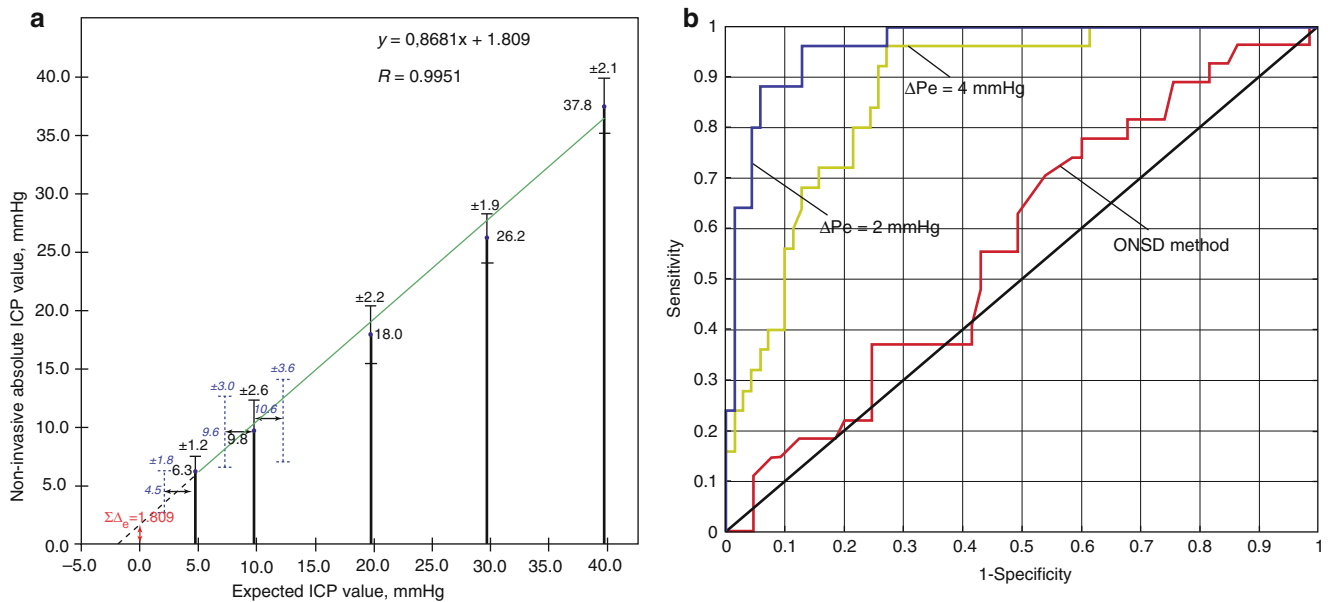 a
y = 0,8681x + 1.809
R = 0.9951
Non-invasive absolute ICP value, mmHg
40.0
35.0
30.0
25.0
20.0
15.0
10.0
5.0
0.0
±2.1
37.8
±1.9
26.2
±2.2
18.0
±3.6
±3.0
±2.6
10.6
9.6
9.8
±1.2
±1.8
6.3
4.5
ΣΔe=1.809
−5.0 0.0 5.0 10.0 15.0 20.0 25.0 30.0 35.0 40.0
Expected ICP value, mmHg
b
Sensitivity
1
0.9
0.8
0.7
0.6
0.5
0.4
0.3
0.2
0.1
0
ΔPe = 4 mmHg
ΔPe = 2 mmHg
ONSD method
0 0.1 0.2 0.3 0.4 0.5 0.6 0.7 0.8 0.9 1
1-Specificity